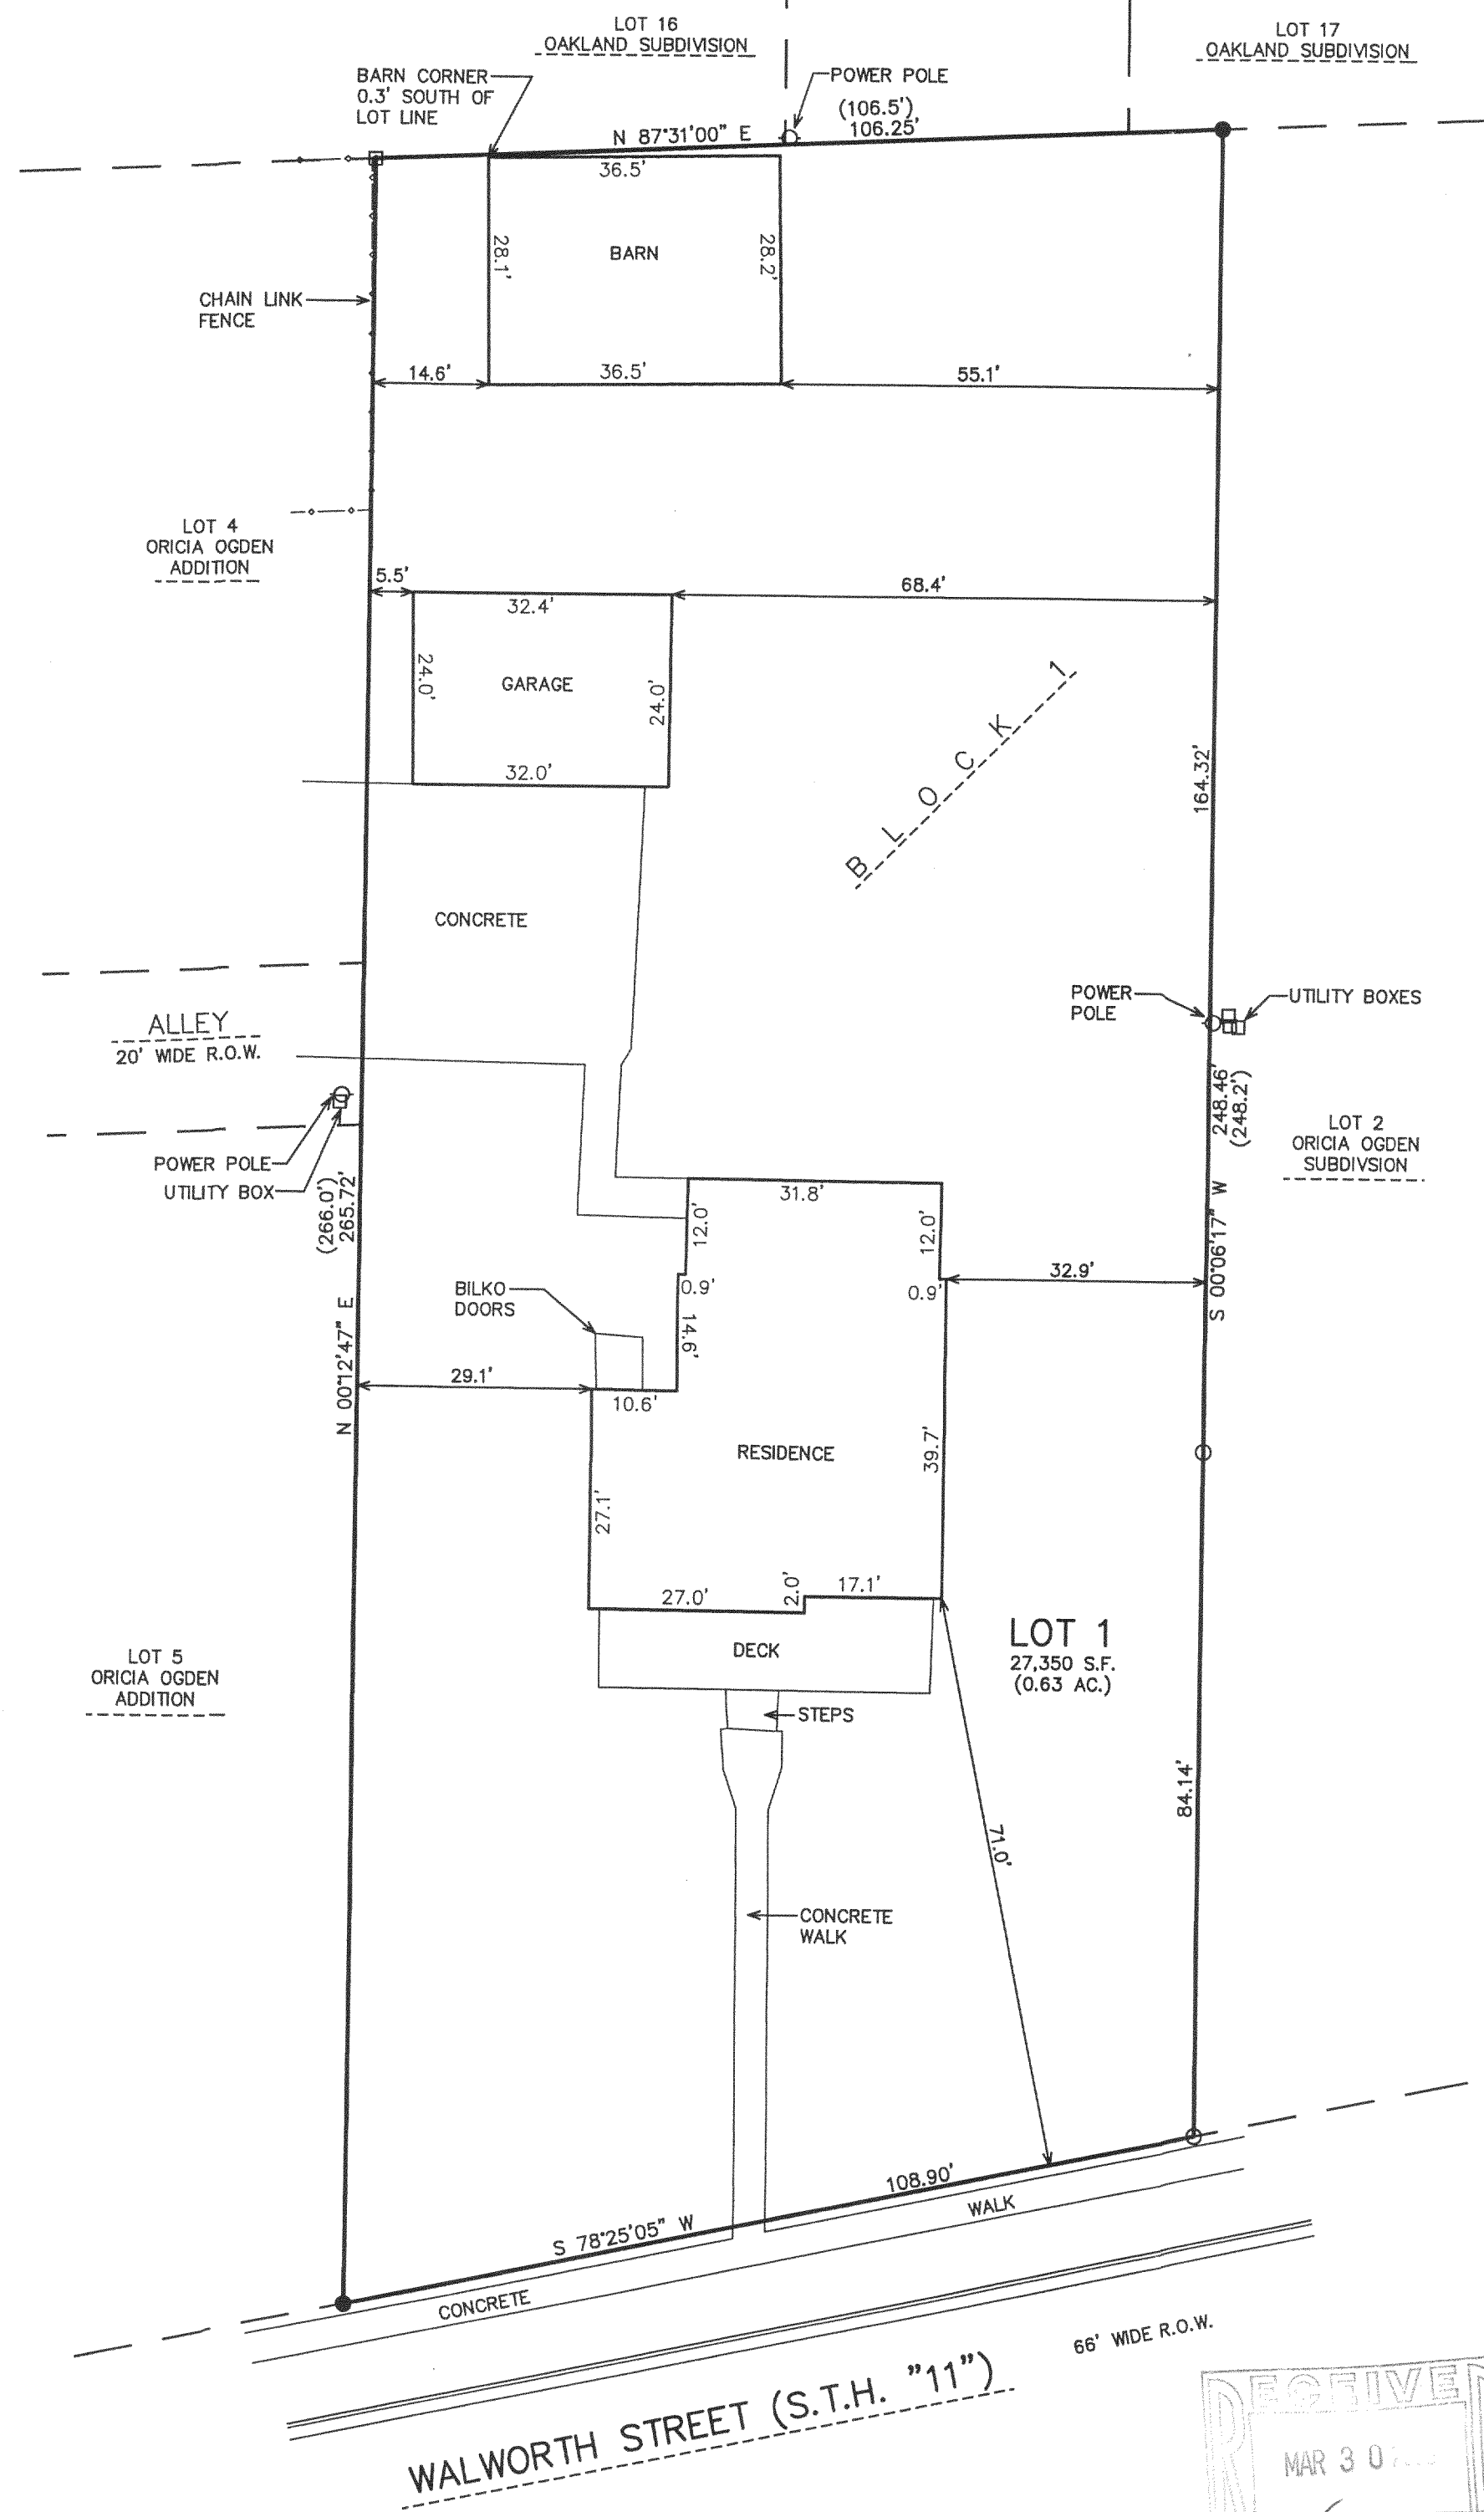 LOT 16
OAKLAND SUBDIVISION
LOT 17
OAKLAND SUBDIVISION
BARN CORNER
0.3' SOUTH OF
LOT LINE
POWER POLE
(106.5')
106.25'
N 87°31'00" E
36.5'
28.1'
BARN
28.2'
CHAIN LINK
FENCE
14.6'
36.5'
55.1'
LOT 4
ORICIA OGDEN
ADDITION
5.5'
32.4'
68.4'
24.0'
GARAGE
24.0'
32.0'
BLOCK 1
164.32'
CONCRETE
ALLEY
20' WIDE R.O.W.
POWER
POLE
UTILITY BOXES
248.46'
(248.2')
LOT 2
ORICIA OGDEN
SUBDIVSION
POWER POLE
UTILITY BOX
(266.0')
265.72'
31.8'
12.0'
12.0'
S 00°06'17" W
32.9'
0.9'
0.9'
BILKO
DOORS
14.6'
N 00°12'47" E
29.1'
10.6'
RESIDENCE
39.7'
27.1'
27.0'
2.0'
17.1'
DECK
LOT 1
27,350 S.F.
(0.63 AC.)
LOT 5
ORICIA OGDEN
ADDITION
STEPS
84.14'
71.0'
CONCRETE
WALK
108.90'
S 78°25'05" W
WALK
CONCRETE
66' WIDE R.O.W.
WALWORTH STREET (S.T.H. "11")
RECEIVED
MAR 30